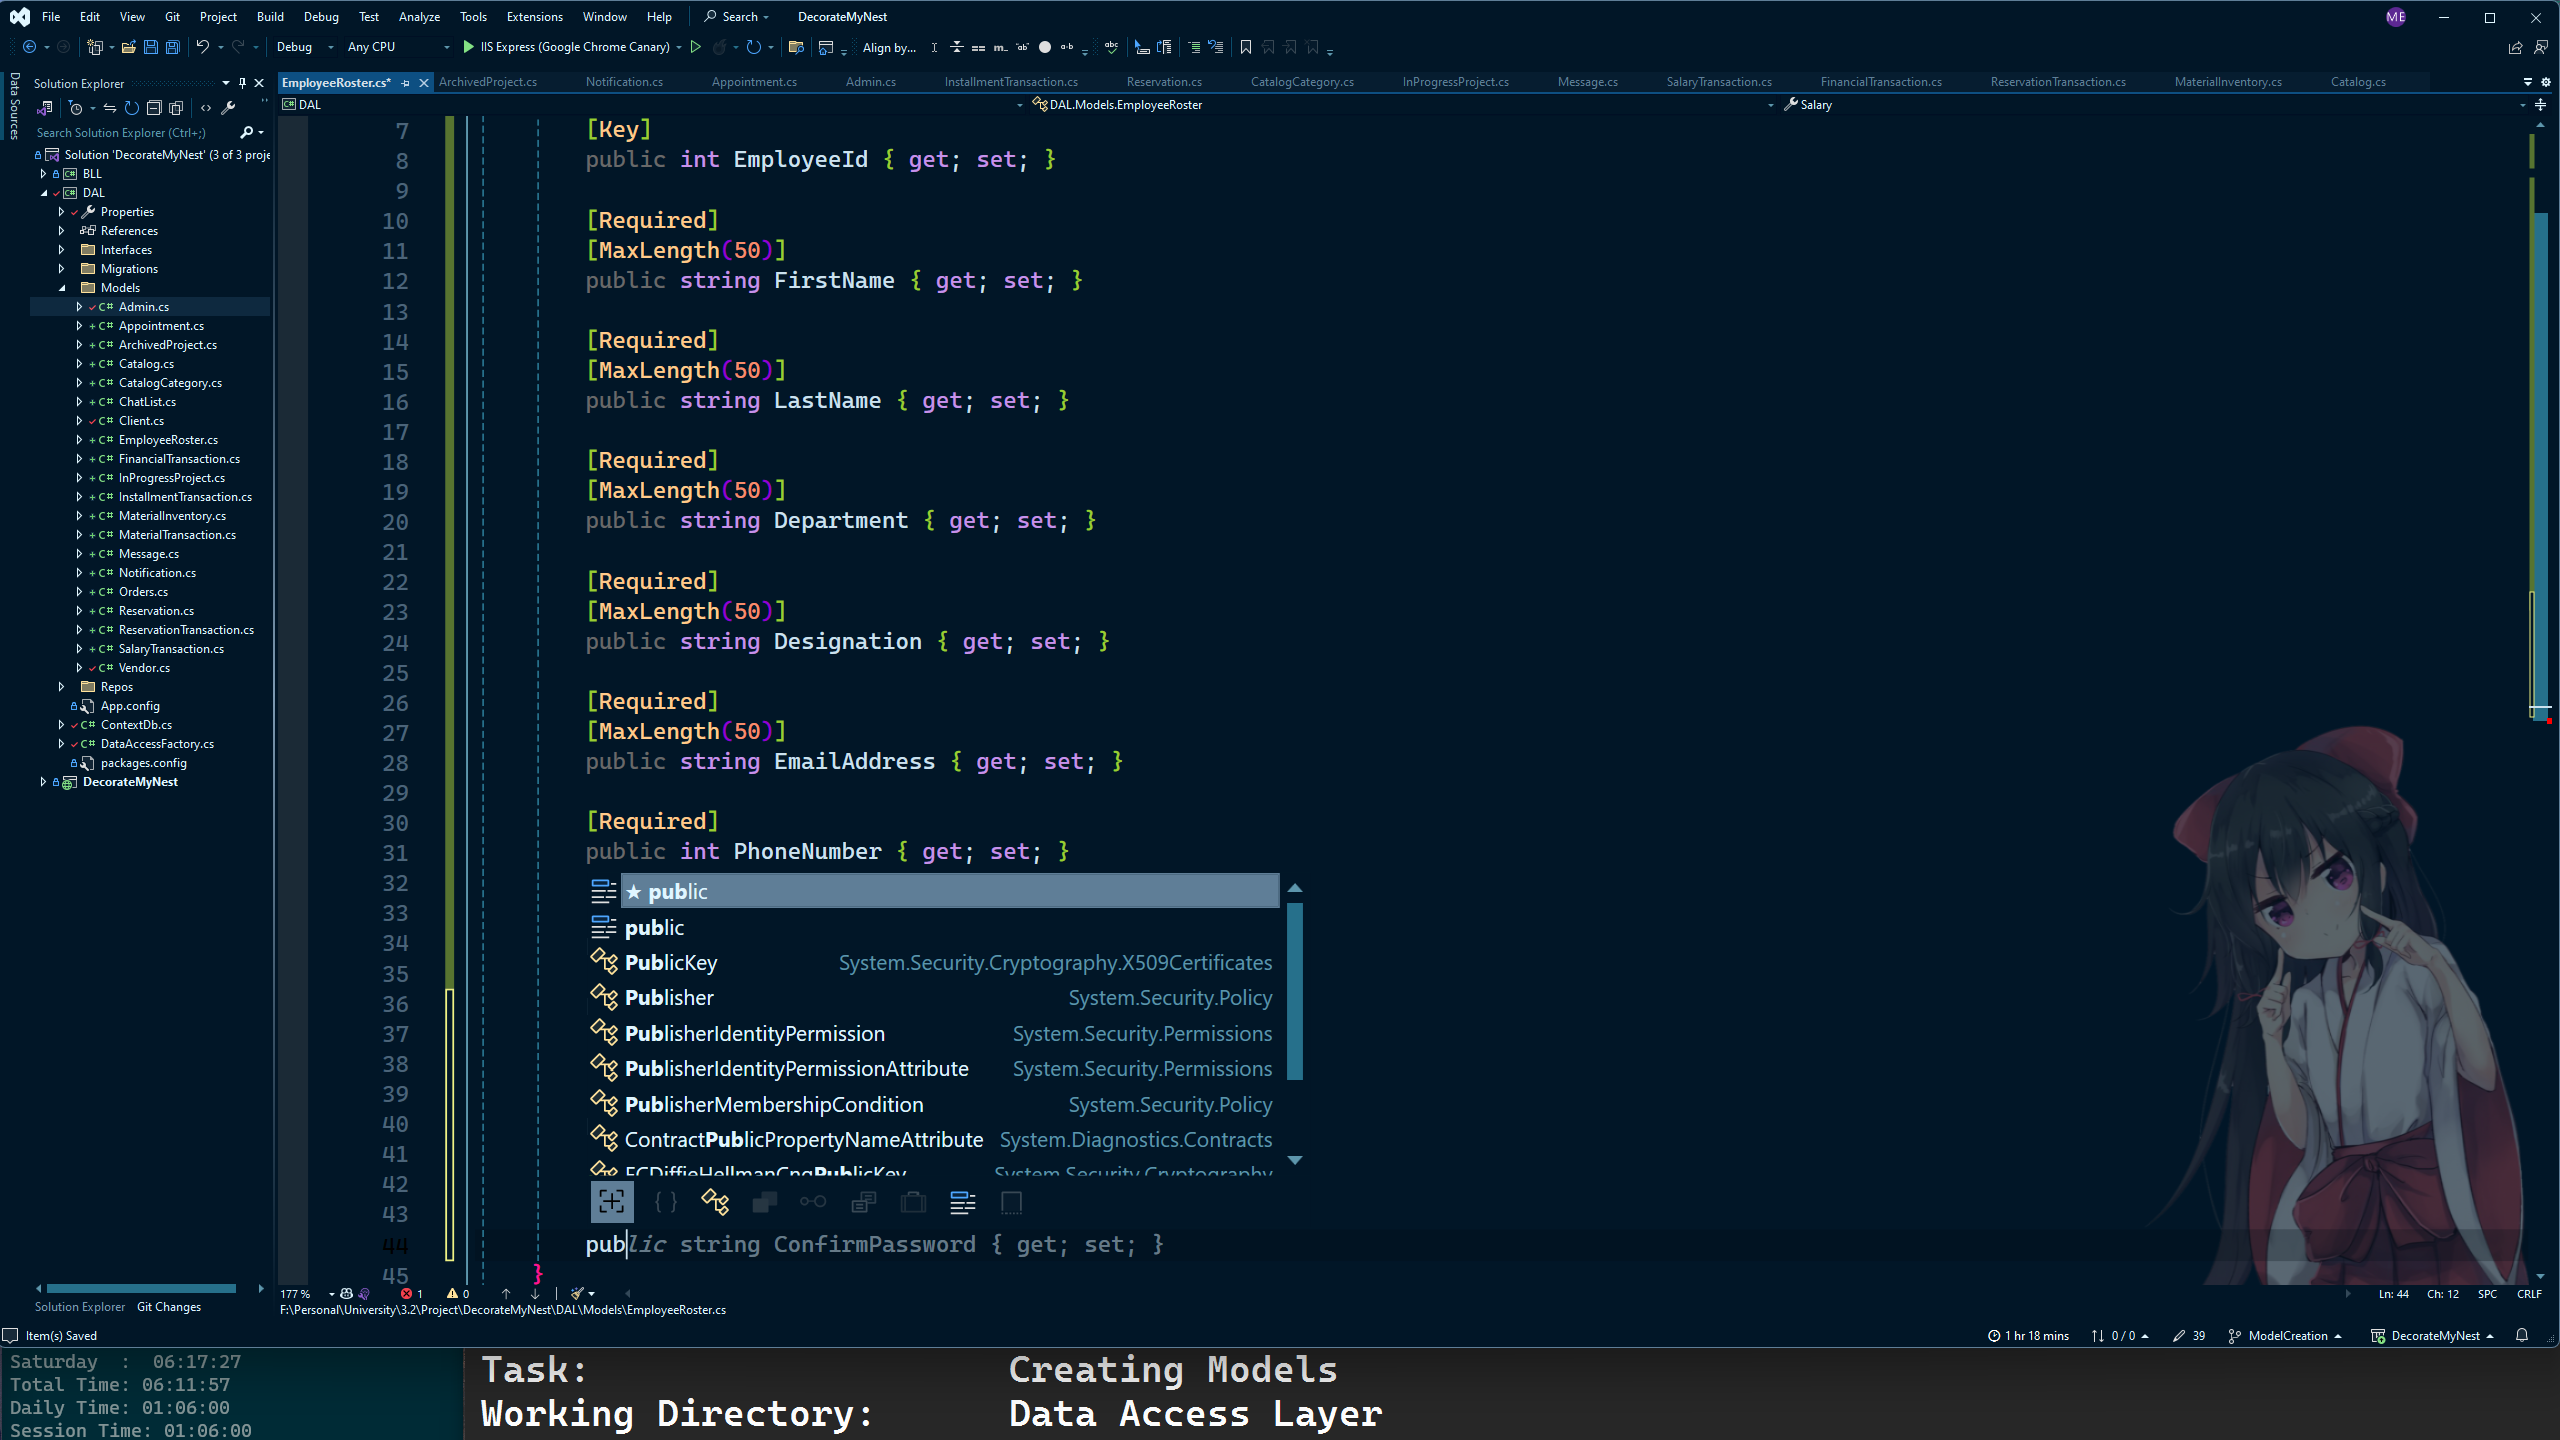 File Edit View Git Project Build Debug Test Analyze Tools Extensions Window Help Search DecorateMyNest ME
Debug Any CPU IIS Express (Google Chrome Canary) Align by...
Data Sources
Solution Explorer
Search Solution Explorer (Ctrl+;)
Solution 'DecorateMyNest' (3 of 3 proje
C# BLL
C# DAL
Properties
References
Interfaces
Migrations
Models
C# Admin.cs
C# Appointment.cs
C# ArchivedProject.cs
C# Catalog.cs
C# CatalogCategory.cs
C# ChatList.cs
C# Client.cs
C# EmployeeRoster.cs
C# FinancialTransaction.cs
C# InProgressProject.cs
C# InstallmentTransaction.cs
C# MaterialInventory.cs
C# MaterialTransaction.cs
C# Message.cs
C# Notification.cs
C# Orders.cs
C# Reservation.cs
C# ReservationTransaction.cs
C# SalaryTransaction.cs
C# Vendor.cs
Repos
App.config
C# ContextDb.cs
C# DataAccessFactory.cs
packages.config
DecorateMyNest
Solution Explorer Git Changes
EmployeeRoster.cs* ArchivedProject.cs Notification.cs Appointment.cs Admin.cs InstallmentTransaction.cs Reservation.cs CatalogCategory.cs InProgressProject.cs Message.cs SalaryTransaction.cs FinancialTransaction.cs ReservationTransaction.cs MaterialInventory.cs Catalog.cs
C# DAL DAL.Models.EmployeeRoster Salary
7 [Key]
8 public int EmployeeId { get; set; }
9
10 [Required]
11 [MaxLength(50)]
12 public string FirstName { get; set; }
13
14 [Required]
15 [MaxLength(50)]
16 public string LastName { get; set; }
17
18 [Required]
19 [MaxLength(50)]
20 public string Department { get; set; }
21
22 [Required]
23 [MaxLength(50)]
24 public string Designation { get; set; }
25
26 [Required]
27 [MaxLength(50)]
28 public string EmailAddress { get; set; }
29
30 [Required]
31 public int PhoneNumber { get; set; }
32 ★ public
33 public
34 PublicKey System.Security.Cryptography.X509Certificates
35 Publisher System.Security.Policy
36 PublisherIdentityPermission System.Security.Permissions
37
38 PublisherIdentityPermissionAttribute System.Security.Permissions
39 PublisherMembershipCondition System.Security.Policy
40
41 ContractPublicPropertyNameAttribute System.Diagnostics.Contracts
42 ECDiffieHellmanCngPublicKey System.Security.Cryptography
43
44 public string ConfirmPassword { get; set; }
45 }
177 % 1 0 Ln: 44 Ch: 12 SPC CRLF
F:\Personal\University\3.2\Project\DecorateMyNest\DAL\Models\EmployeeRoster.cs
Item(s) Saved 1 hr 18 mins 0 / 0 39 ModelCreation DecorateMyNest
Saturday : 06:17:27
Total Time: 06:11:57
Daily Time: 01:06:00
Session Time: 01:06:00
Task: Creating Models
Working Directory: Data Access Layer